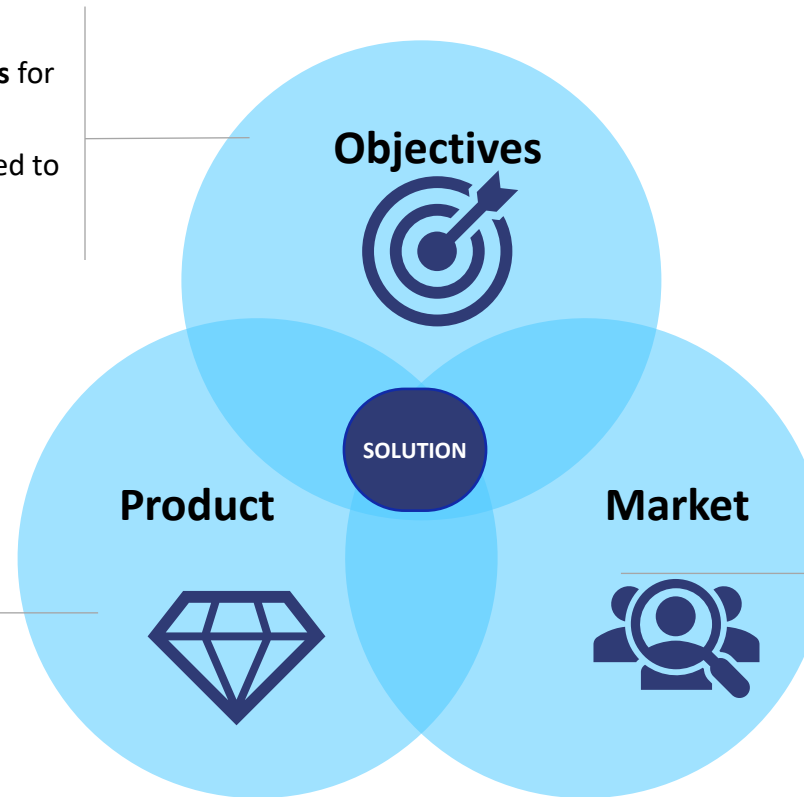 s for
ed to
Objectives
SOLUTION
Product
Market